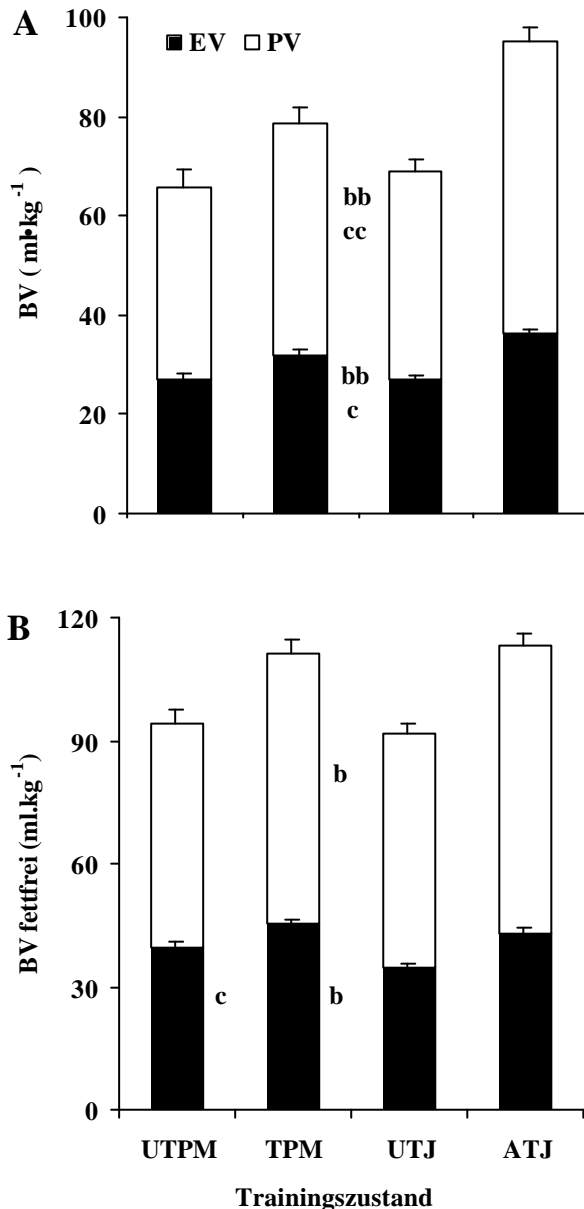 A
EV PV
100
80
60
40
20
0
BV ( ml•kg-1 )
bb
cc
bb
c
B
120
90
60
30
0
BV fettfrei (ml.kg-1)
b
c b
UTPM TPM UTJ ATJ
Trainingszustand